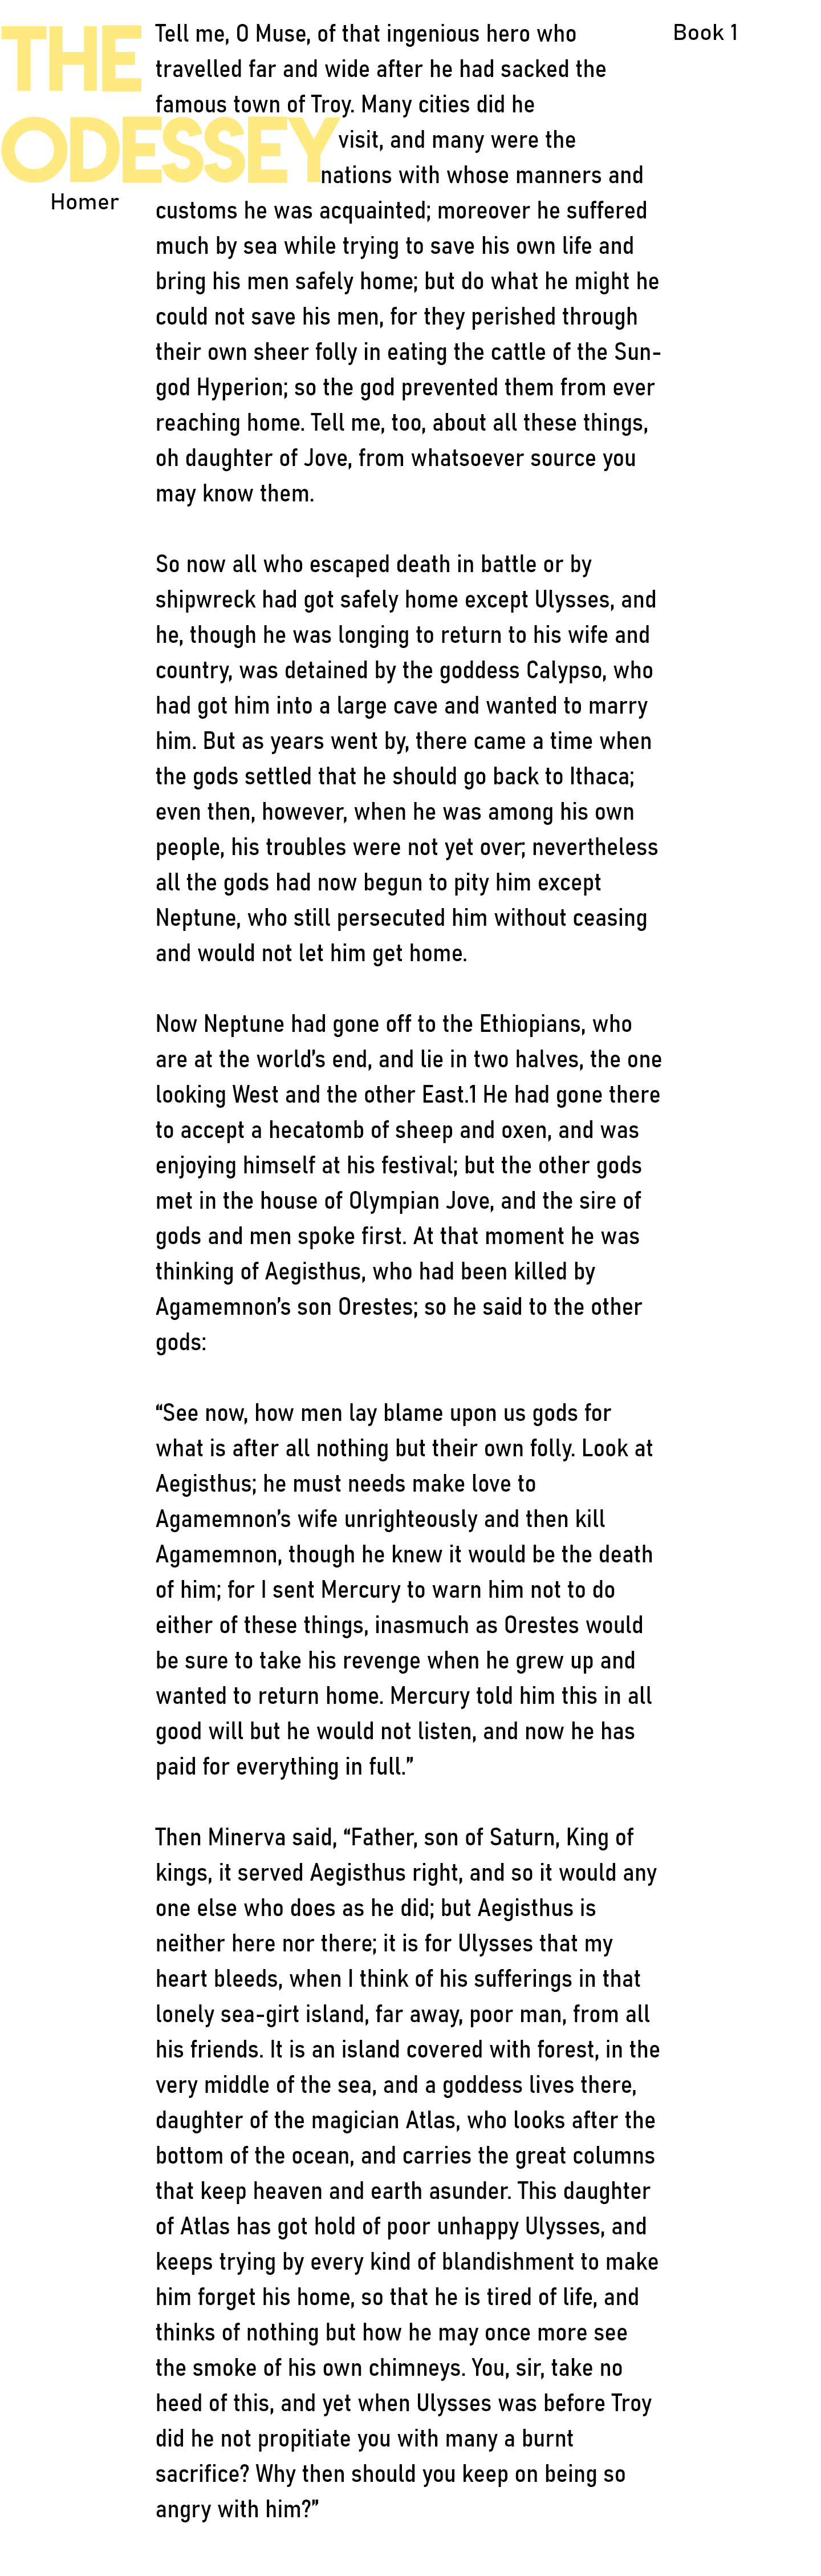 THE
ODESSEY
Homer
Book 1
Tell me, O Muse, of that ingenious hero who
travelled far and wide after he had sacked the
famous town of Troy. Many cities did he
visit, and many were the
nations with whose manners and
customs he was acquainted; moreover he suffered
much by sea while trying to save his own life and
bring his men safely home; but do what he might he
could not save his men, for they perished through
their own sheer folly in eating the cattle of the Sun-
god Hyperion; so the god prevented them from ever
reaching home. Tell me, too, about all these things,
oh daughter of Jove, from whatsoever source you
may know them.
So now all who escaped death in battle or by
shipwreck had got safely home except Ulysses, and
he, though he was longing to return to his wife and
country, was detained by the goddess Calypso, who
had got him into a large cave and wanted to marry
him. But as years went by, there came a time when
the gods settled that he should go back to Ithaca;
even then, however, when he was among his own
people, his troubles were not yet over; nevertheless
all the gods had now begun to pity him except
Neptune, who still persecuted him without ceasing
and would not let him get home.
Now Neptune had gone off to the Ethiopians, who
are at the world’s end, and lie in two halves, the one
looking West and the other East.1 He had gone there
to accept a hecatomb of sheep and oxen, and was
enjoying himself at his festival; but the other gods
met in the house of Olympian Jove, and the sire of
gods and men spoke first. At that moment he was
thinking of Aegisthus, who had been killed by
Agamemnon’s son Orestes; so he said to the other
gods:
“See now, how men lay blame upon us gods for
what is after all nothing but their own folly. Look at
Aegisthus; he must needs make love to
Agamemnon’s wife unrighteously and then kill
Agamemnon, though he knew it would be the death
of him; for I sent Mercury to warn him not to do
either of these things, inasmuch as Orestes would
be sure to take his revenge when he grew up and
wanted to return home. Mercury told him this in all
good will but he would not listen, and now he has
paid for everything in full.”
Then Minerva said, “Father, son of Saturn, King of
kings, it served Aegisthus right, and so it would any
one else who does as he did; but Aegisthus is
neither here nor there; it is for Ulysses that my
heart bleeds, when I think of his sufferings in that
lonely sea-girt island, far away, poor man, from all
his friends. It is an island covered with forest, in the
very middle of the sea, and a goddess lives there,
daughter of the magician Atlas, who looks after the
bottom of the ocean, and carries the great columns
that keep heaven and earth asunder. This daughter
of Atlas has got hold of poor unhappy Ulysses, and
keeps trying by every kind of blandishment to make
him forget his home, so that he is tired of life, and
thinks of nothing but how he may once more see
the smoke of his own chimneys. You, sir, take no
heed of this, and yet when Ulysses was before Troy
did he not propitiate you with many a burnt
sacrifice? Why then should you keep on being so
angry with him?”